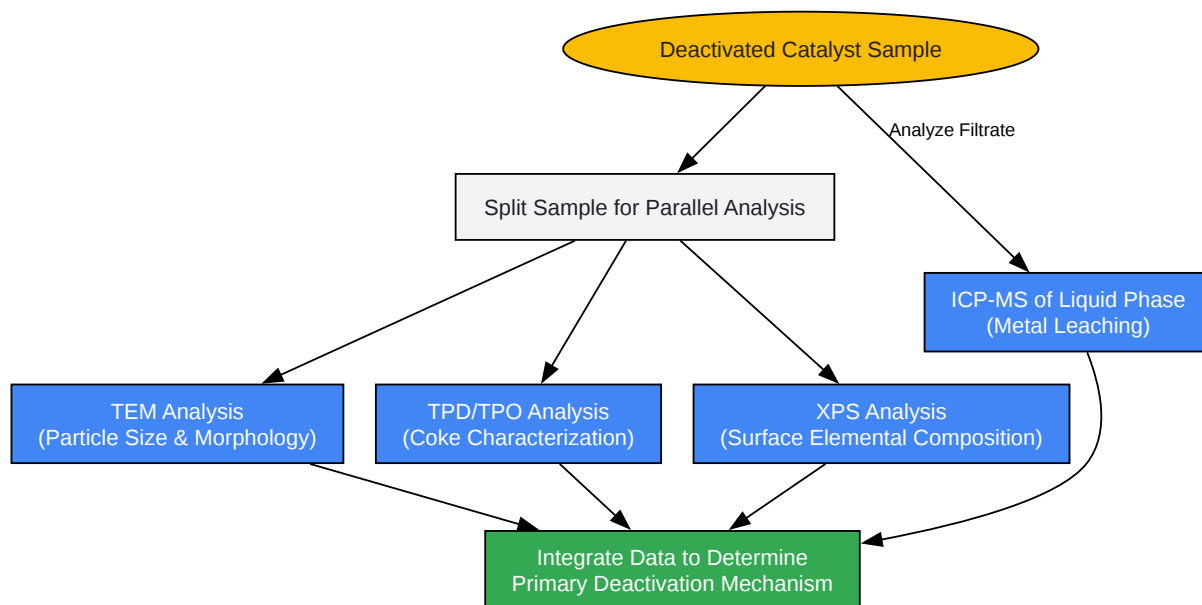 Deactivated Catalyst Sample
Analyze Filtrate
Split Sample for Parallel Analysis
ICP-MS of Liquid Phase
(Metal Leaching)
TEM Analysis
(Particle Size & Morphology)
TPD/TPO Analysis
(Coke Characterization)
XPS Analysis
(Surface Elemental Composition)
Integrate Data to Determine
Primary Deactivation Mechanism